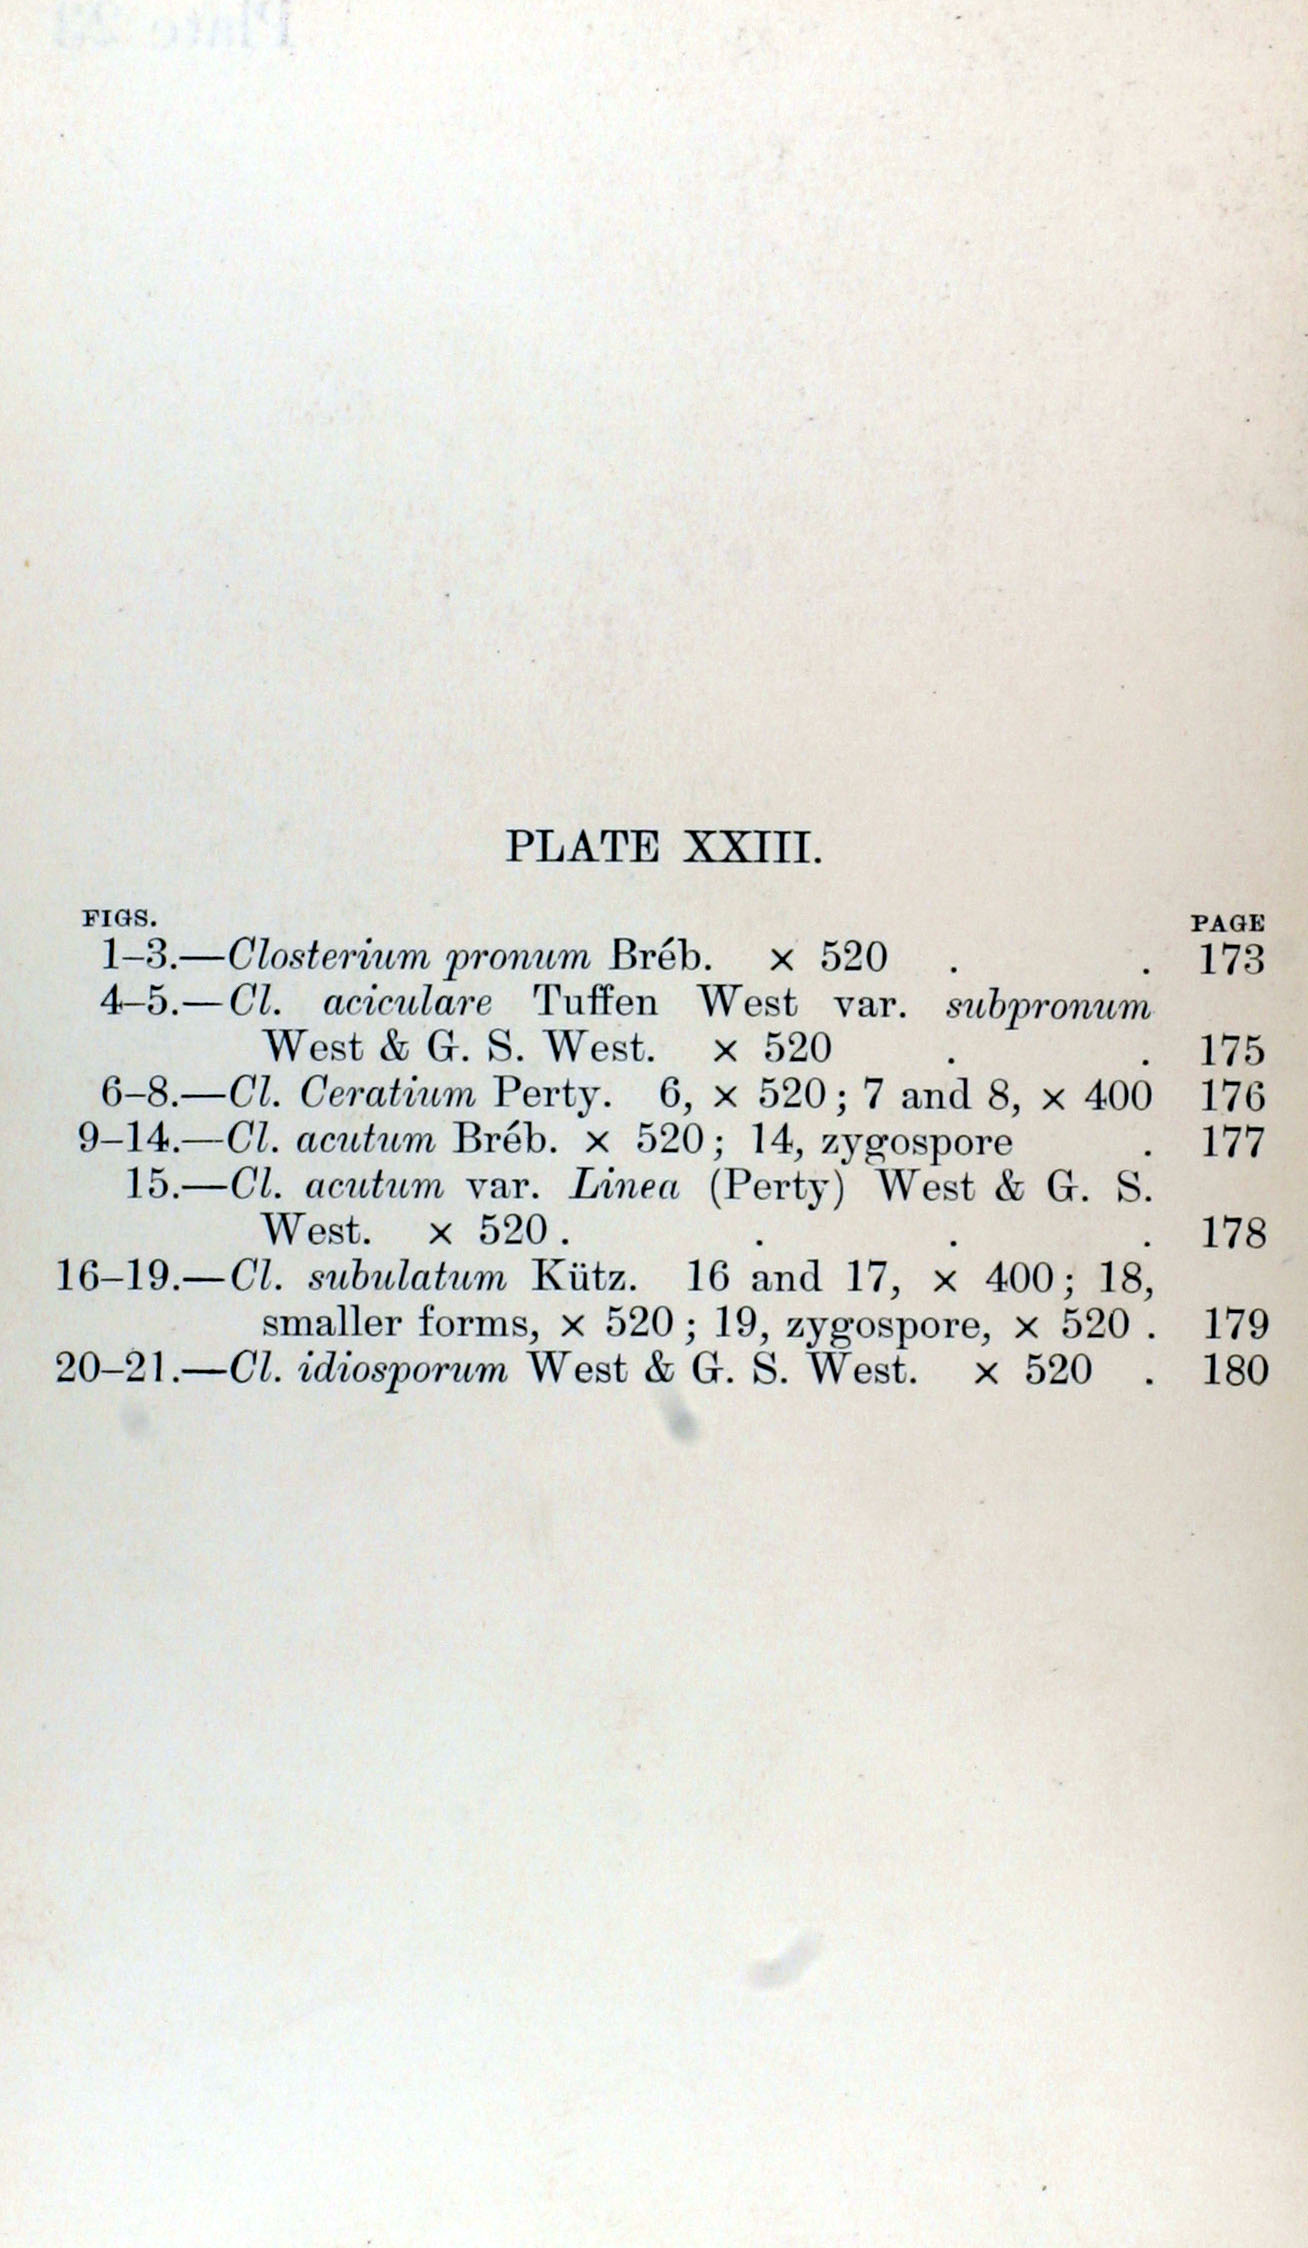 PLATE XXIII.
FIGS. PAGE
1–3.—Closterium pronum Bréb. × 520 . . 173
4–5.—Cl. aciculare Tuffen West var. subpronum
West & G. S. West. × 520 . . 175
6–8.—Cl. Ceratium Perty. 6, × 520; 7 and 8, × 400 176
9–14.—Cl. acutum Bréb. × 520; 14, zygospore . 177
15.—Cl. acutum var. Linea (Perty) West & G. S.
West. × 520 . . . . 178
16–19.—Cl. subulatum Kütz. 16 and 17, × 400; 18,
smaller forms, × 520; 19, zygospore, × 520 . 179
20–21.—Cl. idiosporum West & G. S. West. × 520 . 180